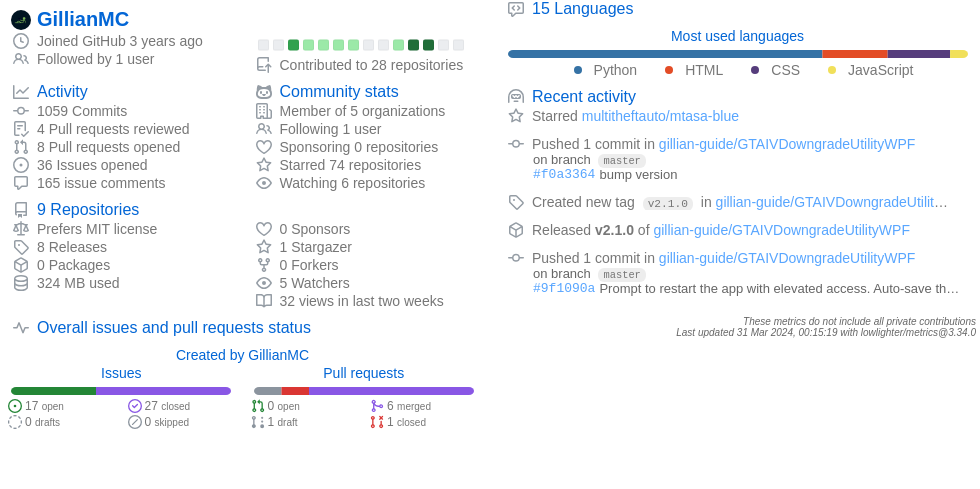 GillianMC
Joined GitHub 3 years ago
Followed by 1 user
Contributed to 28 repositories
Activity
1059 Commits
4 Pull requests reviewed
8 Pull requests opened
36 Issues opened
165 issue comments
Community stats
Member of 5 organizations
Following 1 user
Sponsoring 0 repositories
Starred 74 repositories
Watching 6 repositories
9 Repositories
Prefers MIT license
8 Releases
0 Packages
324 MB used
0 Sponsors
1 Stargazer
0 Forkers
5 Watchers
32 views in last two weeks
Overall issues and pull requests status
Created by GillianMC
Issues
17 open
27 closed
0 drafts
0 skipped
Pull requests
0 open
6 merged
1 draft
1 closed
15 Languages
Most used languages
Python HTML CSS JavaScript
Recent activity
Starred multitheftauto/mtasa-blue
Pushed 1 commit in gillian-guide/GTAIVDowngradeUtilityWPF
on branch master
#f0a3364 bump version
Created new tag v2.1.0 in gillian-guide/GTAIVDowngradeUtilit…
Released v2.1.0 of gillian-guide/GTAIVDowngradeUtilityWPF
Pushed 1 commit in gillian-guide/GTAIVDowngradeUtilityWPF
on branch master
#9f1090a Prompt to restart the app with elevated access. Auto-save th…
These metrics do not include all private contributions
Last updated 31 Mar 2024, 00:15:19 with lowlighter/metrics@3.34.0